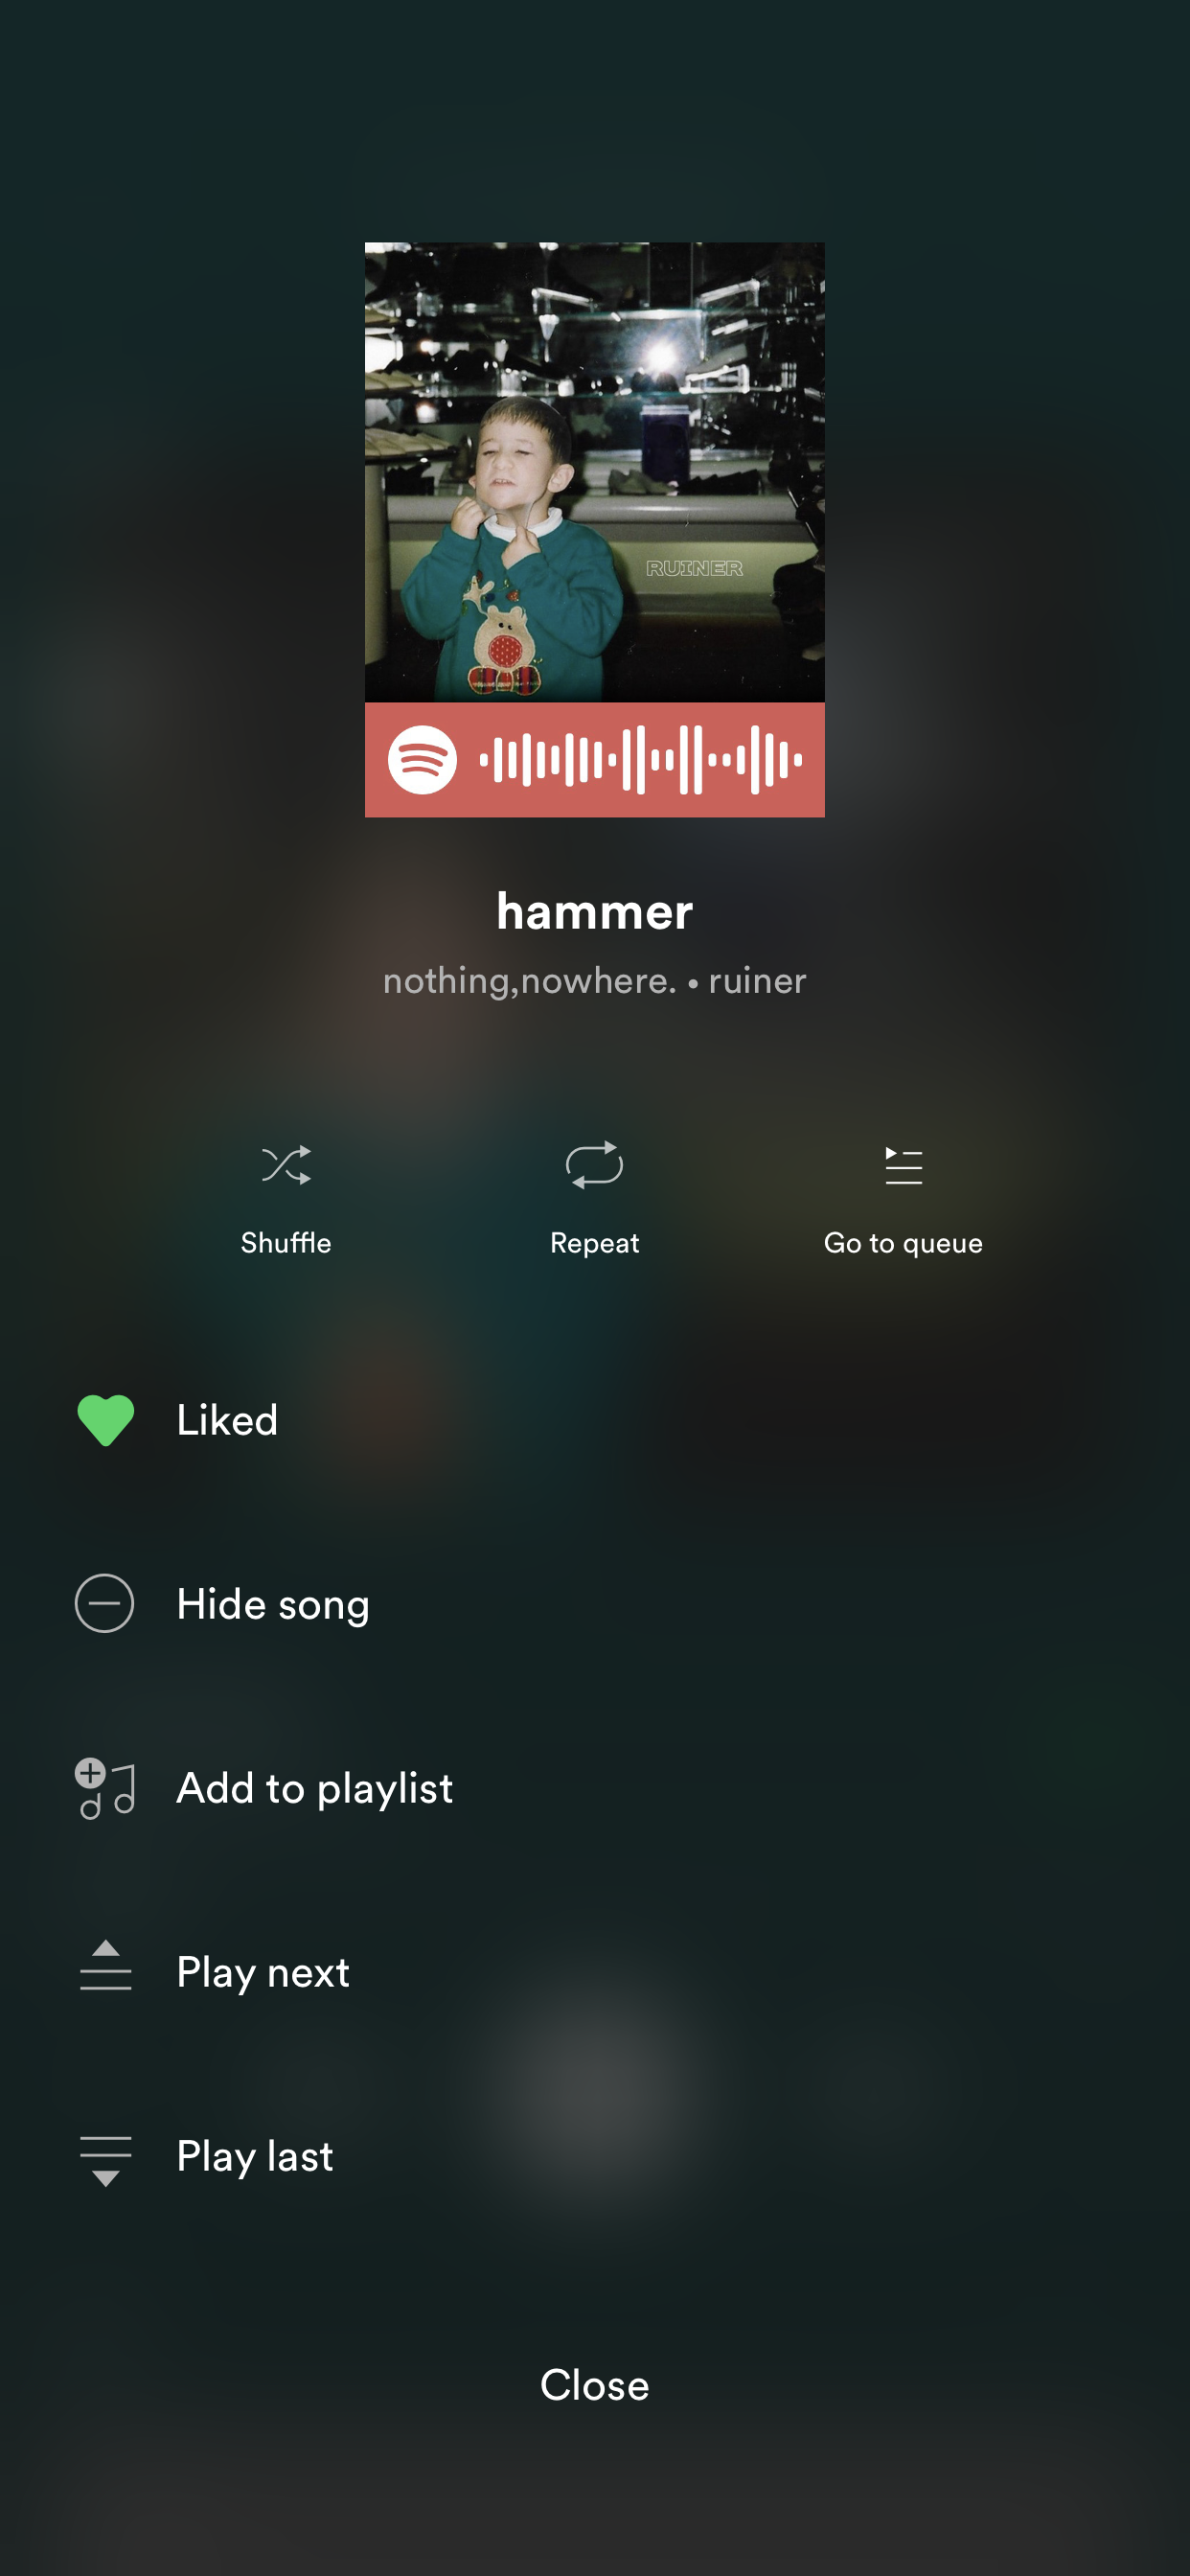 RUINER
hammer
nothing,nowhere. • ruiner
Shuffle
Repeat
Go to queue
Liked
Hide song
Add to playlist
Play next
Play last
Close